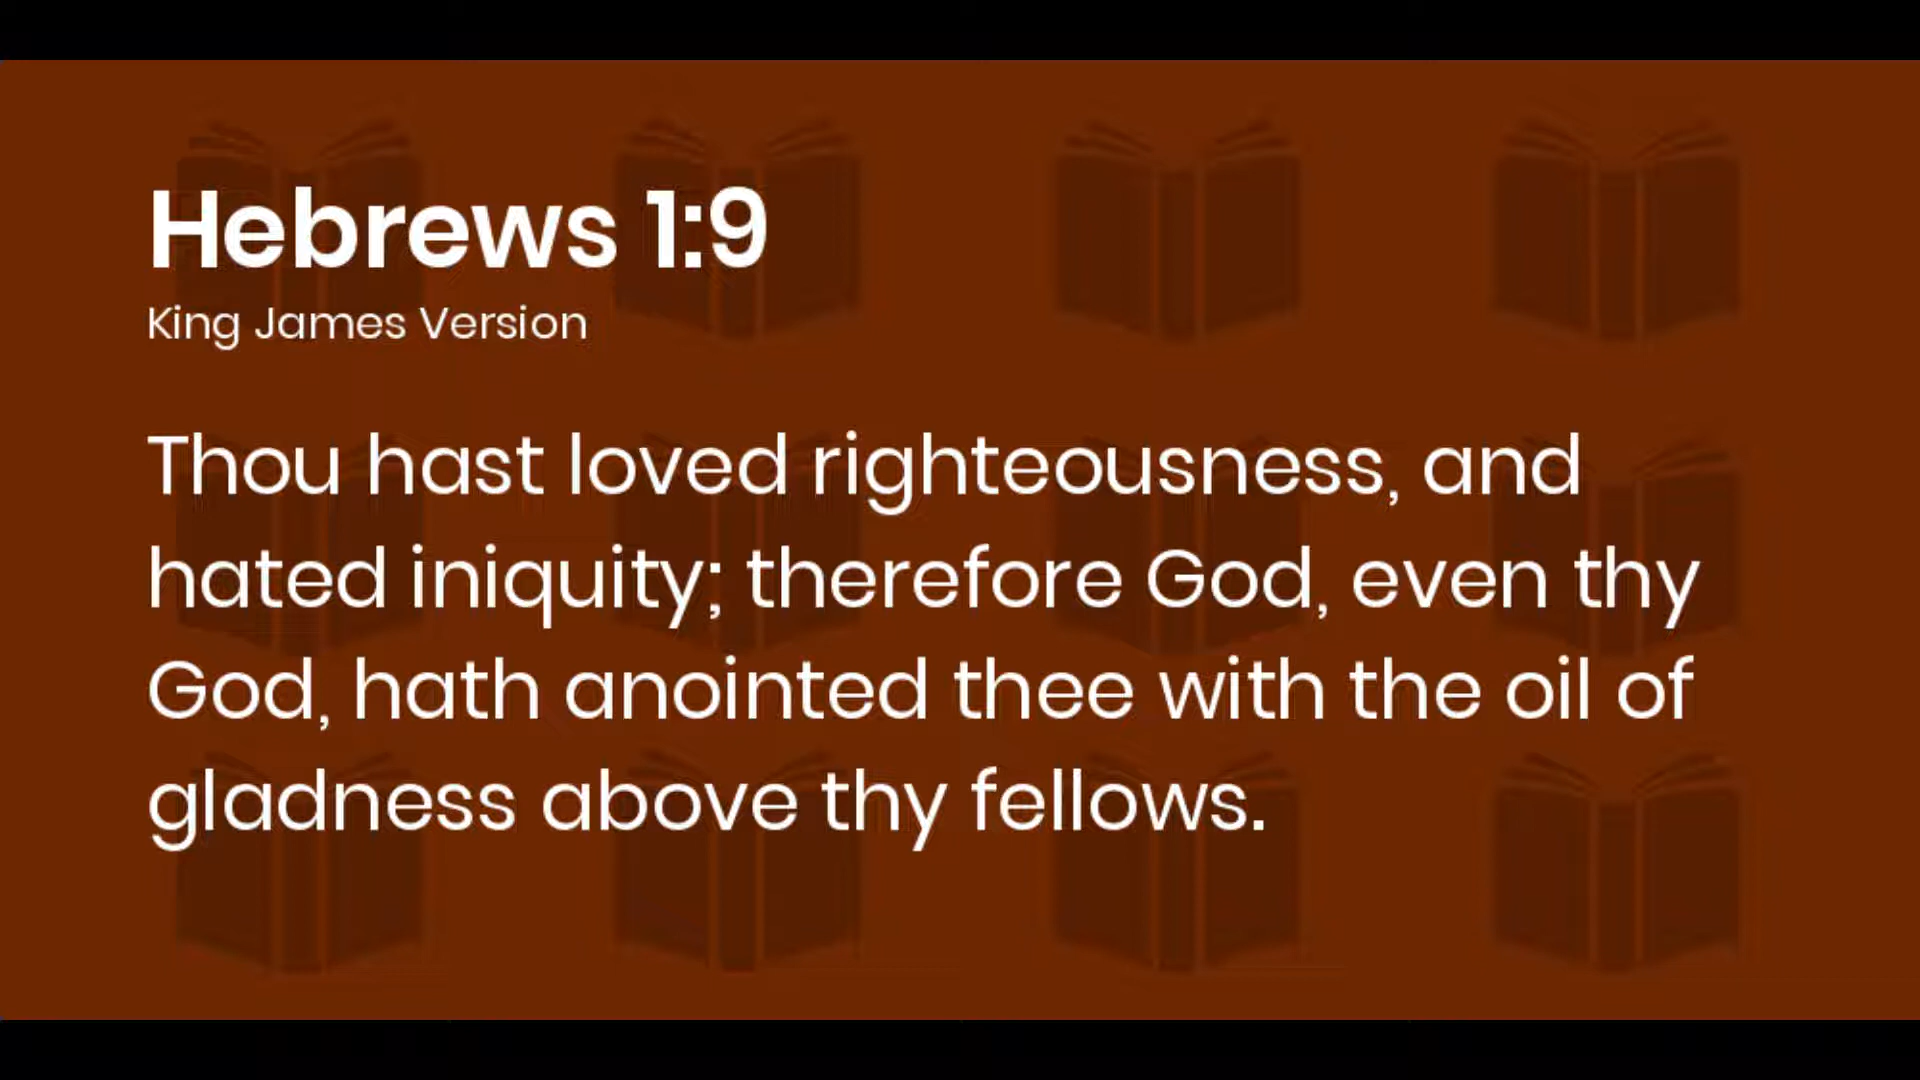 Hebrews 1:9
King James Version
Thou hast loved righteousness, and
hated iniquity; therefore God, even thy
God, hath anointed thee with the oil of
gladness above thy fellows.